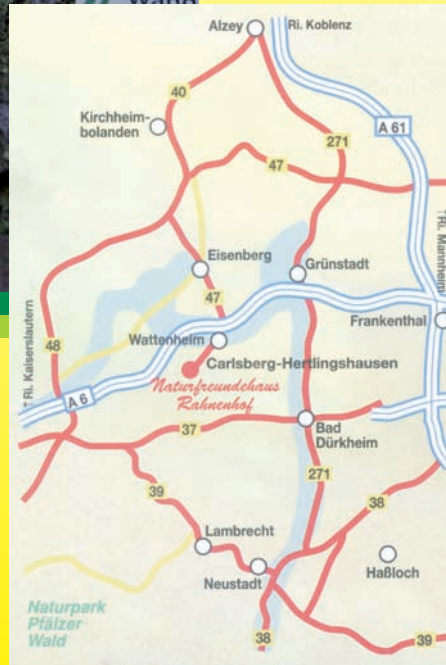 Wand
Alzey
Ri. Koblenz
40
Kirchheim-
bolanden
A 61
271
47
↑Ri. Mannheim
Eisenberg
Grünstadt
47
Frankenthal
↑Ri. Kaiserslautern
48
Wattenheim
Carlsberg-Hertlingshausen
Naturfreundehaus
Rahnenhof
A 6
37
Bad
Dürkheim
271
39
38
Lambrecht
Neustadt
Haßloch
Naturpark
Pfälzer
Wald
38
39